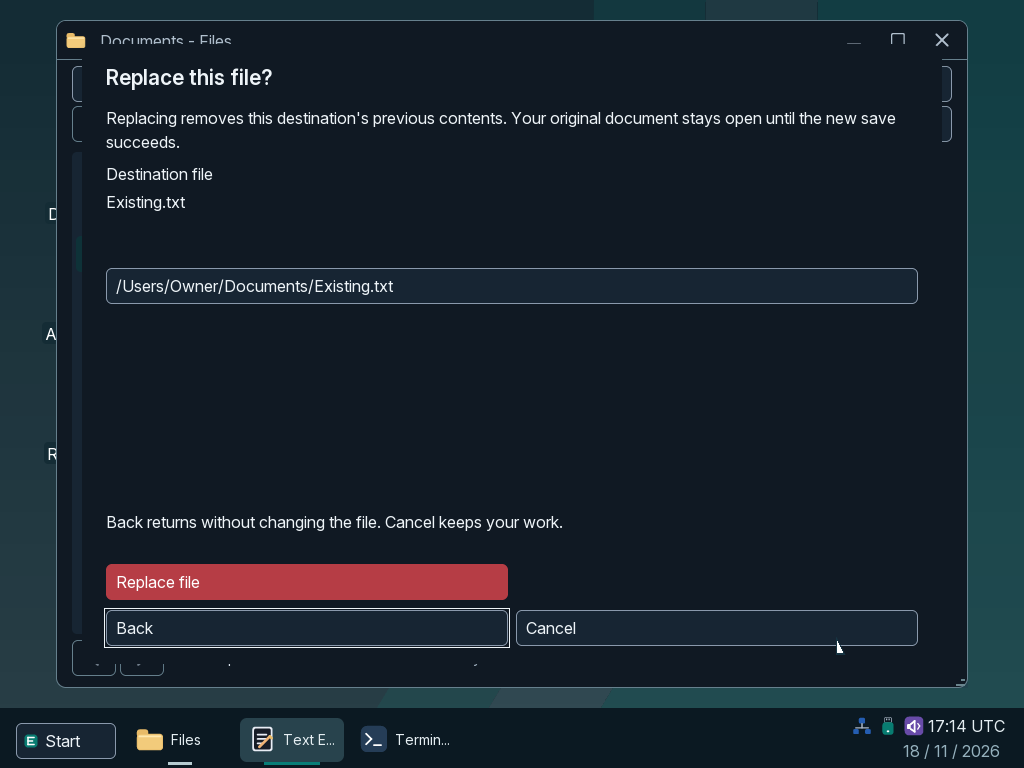 Documents - Files
Replace this file?
Replacing removes this destination's previous contents. Your original document stays open until the new save
succeeds.
Destination file
Existing.txt
/Users/Owner/Documents/Existing.txt
Back returns without changing the file. Cancel keeps your work.
Replace file
Back
Cancel
Start
Files
Text E...
Termin...
17:14 UTC
18 / 11 / 2026